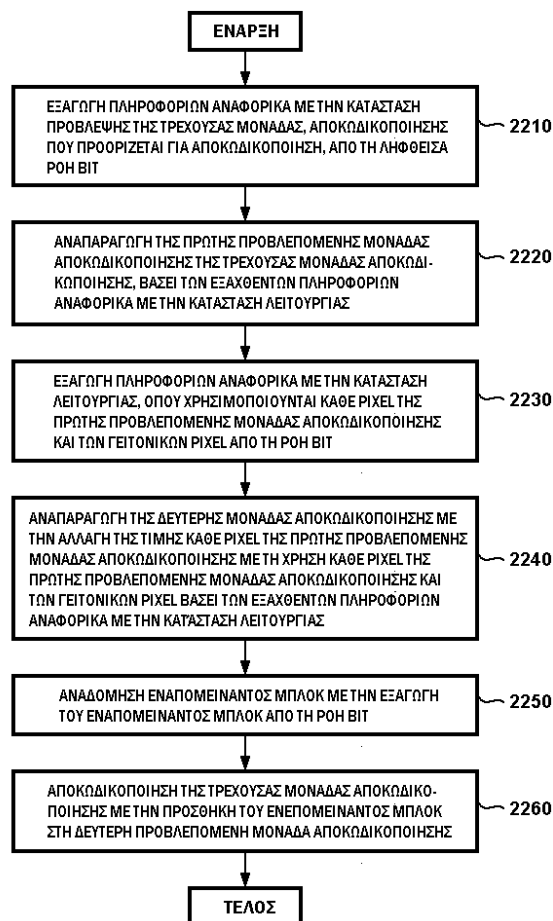 ΕΝΑΡΞΗ
ΕΞΑΓΩΓΗ ΠΛΗΡΟΦΟΡΙΩΝ ΑΝΑΦΟΡΙΚΑ ΜΕ ΤΗΝ ΚΑΤΑΣΤΑΣΗ
ΠΡΟΒΛΕΨΗΣ ΤΗΣ ΤΡΕΧΟΥΣΑΣ ΜΟΝΑΔΑΣ, ΑΠΟΚΩΔΙΚΟΠΟΙΗΣΗΣ
ΠΟΥ ΠΡΟΟΡΙΖΕΤΑΙ ΓΙΑ ΑΠΟΚΩΔΙΚΟΠΟΙΗΣΗ, ΑΠΟ ΤΗ ΛΗΦΘΕΙΣΑ
ΡΟΗ BIT
2210
ΑΝΑΠΑΡΑΓΩΓΗ ΤΗΣ ΠΡΩΤΗΣ ΠΡΟΒΛΕΠΟΜΕΝΗΣ ΜΟΝΑΔΑΣ
ΑΠΟΚΩΔΙΚΟΠΟΙΗΣΗΣ ΤΗΣ ΤΡΕΧΟΥΣΑΣ ΜΟΝΑΔΑΣ ΑΠΟΚΩΔΙ-
ΚΩΠΟΙΗΣΗΣ, ΒΑΣΕΙ ΤΩΝ ΕΞΑΧΘΕΝΤΩΝ ΠΛΗΡΟΦΟΡΙΩΝ
ΑΝΑΦΟΡΙΚΑ ΜΕ ΤΗΝ ΚΑΤΑΣΤΑΣΗ ΛΕΙΤΟΥΡΓΙΑΣ
2220
ΕΞΑΓΩΓΗ ΠΛΗΡΟΦΟΡΙΩΝ ΑΝΑΦΟΡΙΚΑ ΜΕ ΤΗΝ ΚΑΤΑΣΤΑΣΗ
ΛΕΙΤΟΥΡΓΙΑΣ, ΟΠΟΥ ΧΡΗΣΙΜΟΠΟΙΟΥΝΤΑΙ ΚΑΘΕ PIXEL ΤΗΣ
ΠΡΩΤΗΣ ΠΡΟΒΛΕΠΟΜΕΝΗΣ ΜΟΝΑΔΑΣ ΑΠΟΚΩΔΙΚΟΠΟΙΗΣΗΣ
ΚΑΙ ΤΩΝ ΓΕΙΤΟΝΙΚΩΝ PIXEL ΑΠΟ ΤΗ ΡΟΗ BIT
2230
ΑΝΑΠΑΡΑΓΩΓΗ ΤΗΣ ΔΕΥΤΕΡΗΣ ΜΟΝΑΔΑΣ ΑΠΟΚΩΔΙΚΟΠΟΙΗΣΗΣ ΜΕ
ΤΗΝ ΑΛΛΑΓΗ ΤΗΣ ΤΙΜΗΣ ΚΑΘΕ PIXEL ΤΗΣ ΠΡΩΤΗΣ ΠΡΟΒΛΕΠΟΜΕΝΗΣ
ΜΟΝΑΔΑΣ ΑΠΟΚΩΔΙΚΟΠΟΙΗΣΗΣ ΜΕ ΤΗ ΧΡΗΣΗ ΚΑΘΕ PIXEL ΤΗΣ
ΠΡΩΤΗΣ ΠΡΟΒΛΕΠΟΜΕΝΗΣ ΜΟΝΑΔΑΣ ΑΠΟΚΩΔΙΚΟΠΟΙΗΣΗΣ ΚΑΙ
ΤΩΝ ΓΕΙΤΟΝΙΚΩΝ PIXEL ΒΑΣΕΙ ΤΩΝ ΕΞΑΧΘΕΝΤΩΝ ΠΛΗΡΟΦΟΡΙΩΝ
ΑΝΑΦΟΡΙΚΑ ΜΕ ΤΗΝ ΚΑΤΑΣΤΑΣΗ ΛΕΙΤΟΥΡΓΙΑΣ
2240
ΑΝΑΔΟΜΗΣΗ ΕΝΑΠΟΜΕΙΝΑΝΤΟΣ ΜΠΛΟΚ ΜΕ ΤΗΝ ΕΞΑΓΩΓΗ
ΤΟΥ ΕΝΑΠΟΜΕΙΝΑΝΤΟΣ ΜΠΛΟΚ ΑΠΟ ΤΗ ΡΟΗ BIT
2250
ΑΠΟΚΩΔΙΚΟΠΟΙΗΣΗ ΤΗΣ ΤΡΕΧΟΥΣΑΣ ΜΟΝΑΔΑΣ ΑΠΟΚΩΔΙΚΟ-
ΠΟΙΗΣΗΣ ΜΕ ΤΗΝ ΠΡΟΣΘΗΚΗ ΤΟΥ ΕΝΕΠΟΜΕΙΝΑΝΤΟΣ ΜΠΛΟΚ
ΣΤΗ ΔΕΥΤΕΡΗ ΠΡΟΒΛΕΠΟΜΕΝΗ ΜΟΝΑΔΑ ΑΠΟΚΩΔΙΚΟΠΟΙΗΣΗΣ
2260
ΤΕΛΟΣ